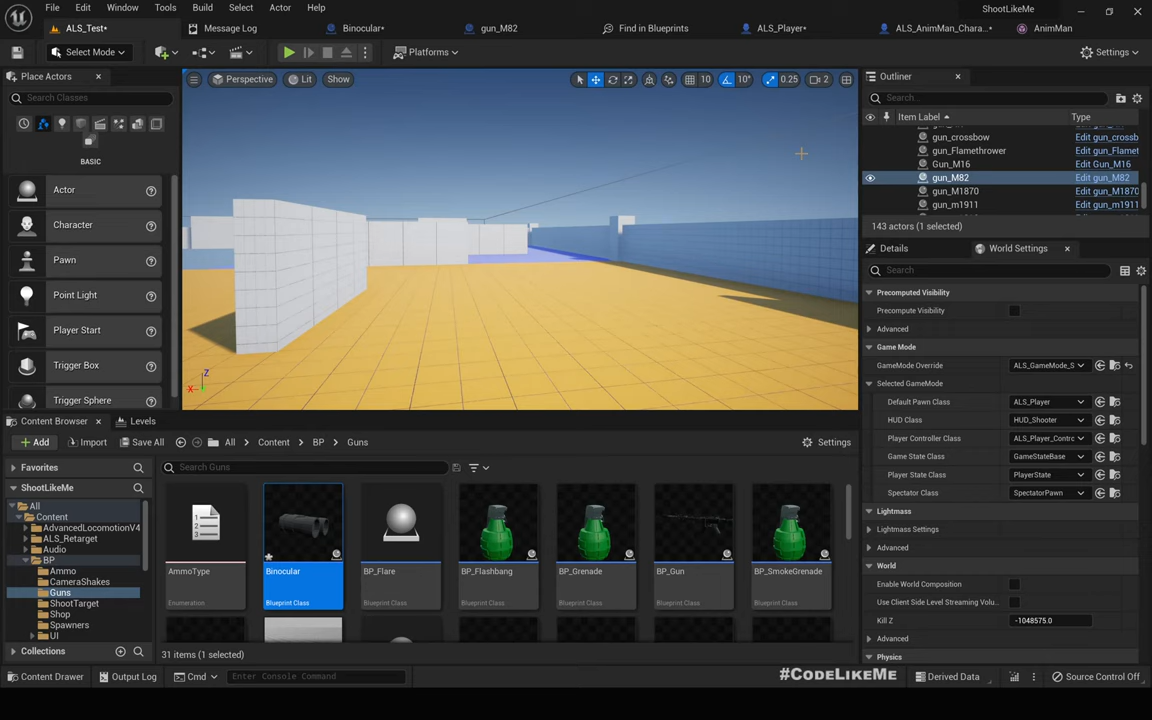 File Edit Window Tools Build Select Actor Help
ShootLikeMe
ALS_Test* Message Log Binocular* gun_M82 Find in Blueprints ALS_Player* ALS_AnimMan_Chara...* AnimMan
Select Mode Platforms Settings
Place Actors
Search Classes
BASIC
Actor
Character
Pawn
Point Light
Player Start
Trigger Box
Trigger Sphere
Perspective Lit Show 10 10° 0.25 2
Z
X
Outliner
Search...
Item Label Type
gun_crossbow Edit gun_crossb
gun_Flamethrower Edit gun_Flamet
Gun_M16 Edit Gun_M16
gun_M82 Edit gun_M82
gun_M1870 Edit gun_M1870
gun_m1911 Edit gun_m1911
143 actors (1 selected)
Details World Settings
Search
Precomputed Visibility
Precompute Visibility
Advanced
Game Mode
GameMode Override ALS_GameMode_S
Selected GameMode
Default Pawn Class ALS_Player
HUD Class HUD_Shooter
Player Controller Class ALS_Player_Contrc
Game State Class GameStateBase
Player State Class PlayerState
Spectator Class SpectatorPawn
Lightmass
Lightmass Settings
Advanced
World
Enable World Composition
Use Client Side Level Streaming Volu...
Kill Z -1048575.0
Advanced
Physics
Content Browser Levels
Add Import Save All All Content BP Guns Settings
Favorites
ShootLikeMe
All
Content
AdvancedLocomotionV4
ALS_Retarget
Audio
BP
Ammo
CameraShakes
Guns
ShootTarget
Shop
Spawners
UI
Collections
Search Guns
AmmoType
Enumeration
Binocular
Blueprint Class
BP_Flare
Blueprint Class
BP_Flashbang
Blueprint Class
BP_Grenade
Blueprint Class
BP_Gun
Blueprint Class
BP_SmokeGrenade
Blueprint Class
31 items (1 selected)
#CODELIKEME
Content Drawer Output Log Cmd Enter Console Command Derived Data Source Control Off